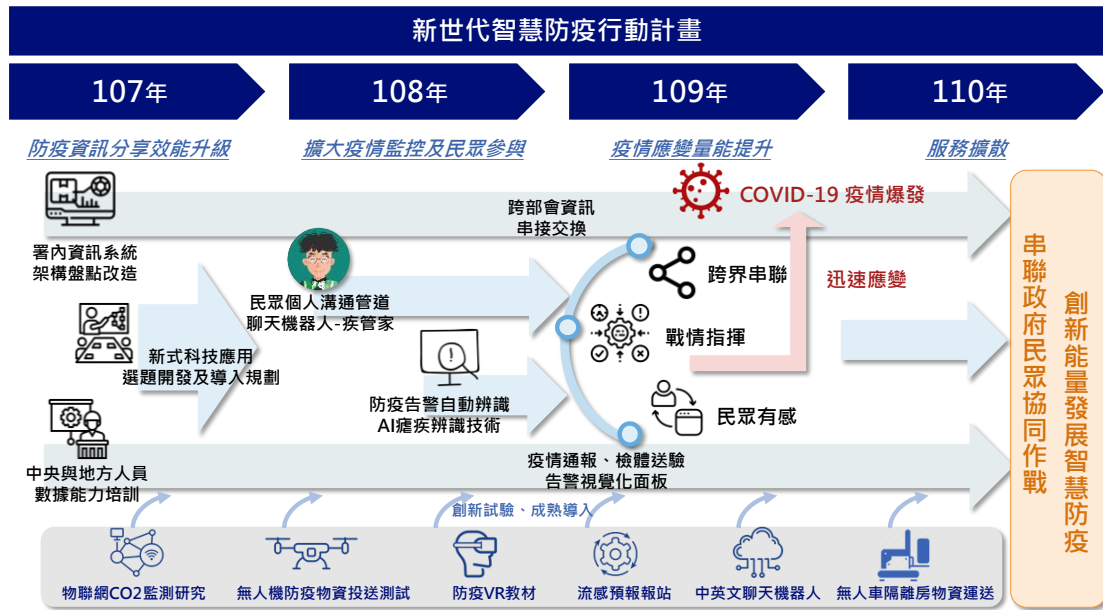 新世代智慧防疫行動計畫
107年
108年
109年
110年
防疫資訊分享效能升級
擴大疫情監控及民眾參與
疫情應變量能提升
服務擴散
署內資訊系統
架構盤點改造
跨部會資訊
串接交換
COVID-19 疫情爆發
民眾個人溝通管道
聊天機器人-疾管家
跨界串聯
迅速應變
新式科技應用
選題開發及導入規劃
戰情指揮
防疫告警自動辨識
AI瘧疾辨識技術
民眾有感
中央與地方人員
數據能力培訓
疫情通報、檢體送驗
告警視覺化面板
創新能量發展智慧防疫
串聯政府民眾協同作戰
創新試驗、成熟導入
物聯網CO2監測研究
無人機防疫物資投送測試
防疫VR教材
流感預報報站
中英文聊天機器人
無人車隔離房物資運送